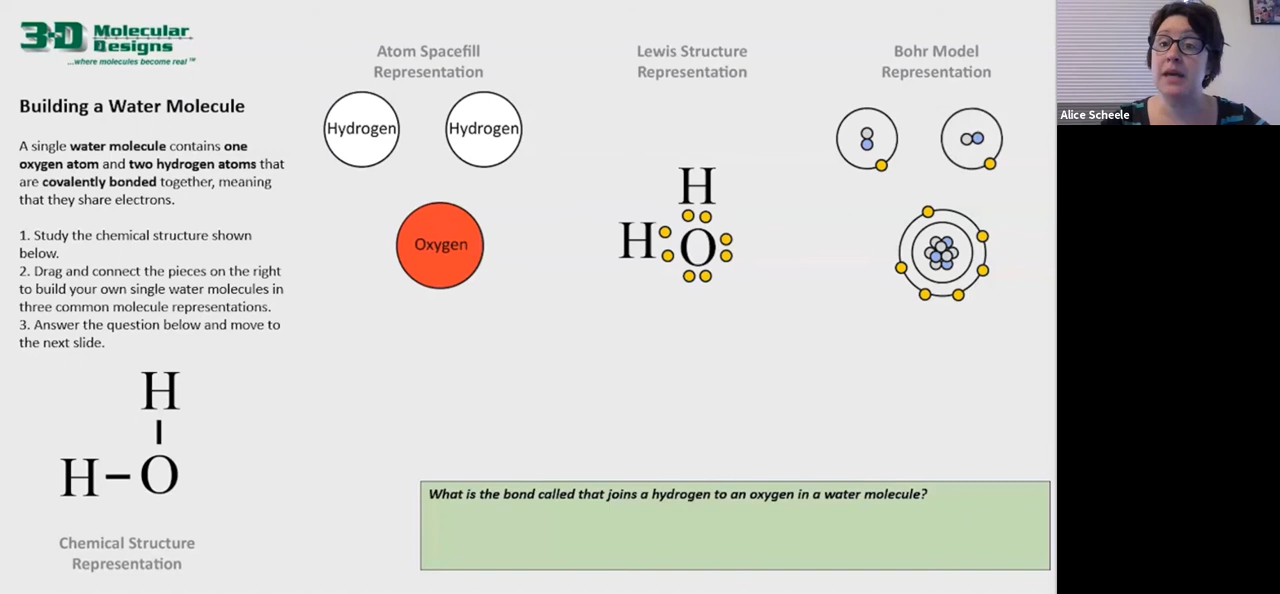 3-D Molecular
Designs
...where molecules become real™
Building a Water Molecule
A single water molecule contains one
oxygen atom and two hydrogen atoms that
are covalently bonded together, meaning
that they share electrons.
1. Study the chemical structure shown
below.
2. Drag and connect the pieces on the right
to build your own single water molecules in
three common molecule representations.
3. Answer the question below and move to
the next slide.
H
H–O
Chemical Structure
Representation
Atom Spacefill
Representation
Hydrogen
Hydrogen
Oxygen
Lewis Structure
Representation
H
H O
Bohr Model
Representation
What is the bond called that joins a hydrogen to an oxygen in a water molecule?
Alice Scheele